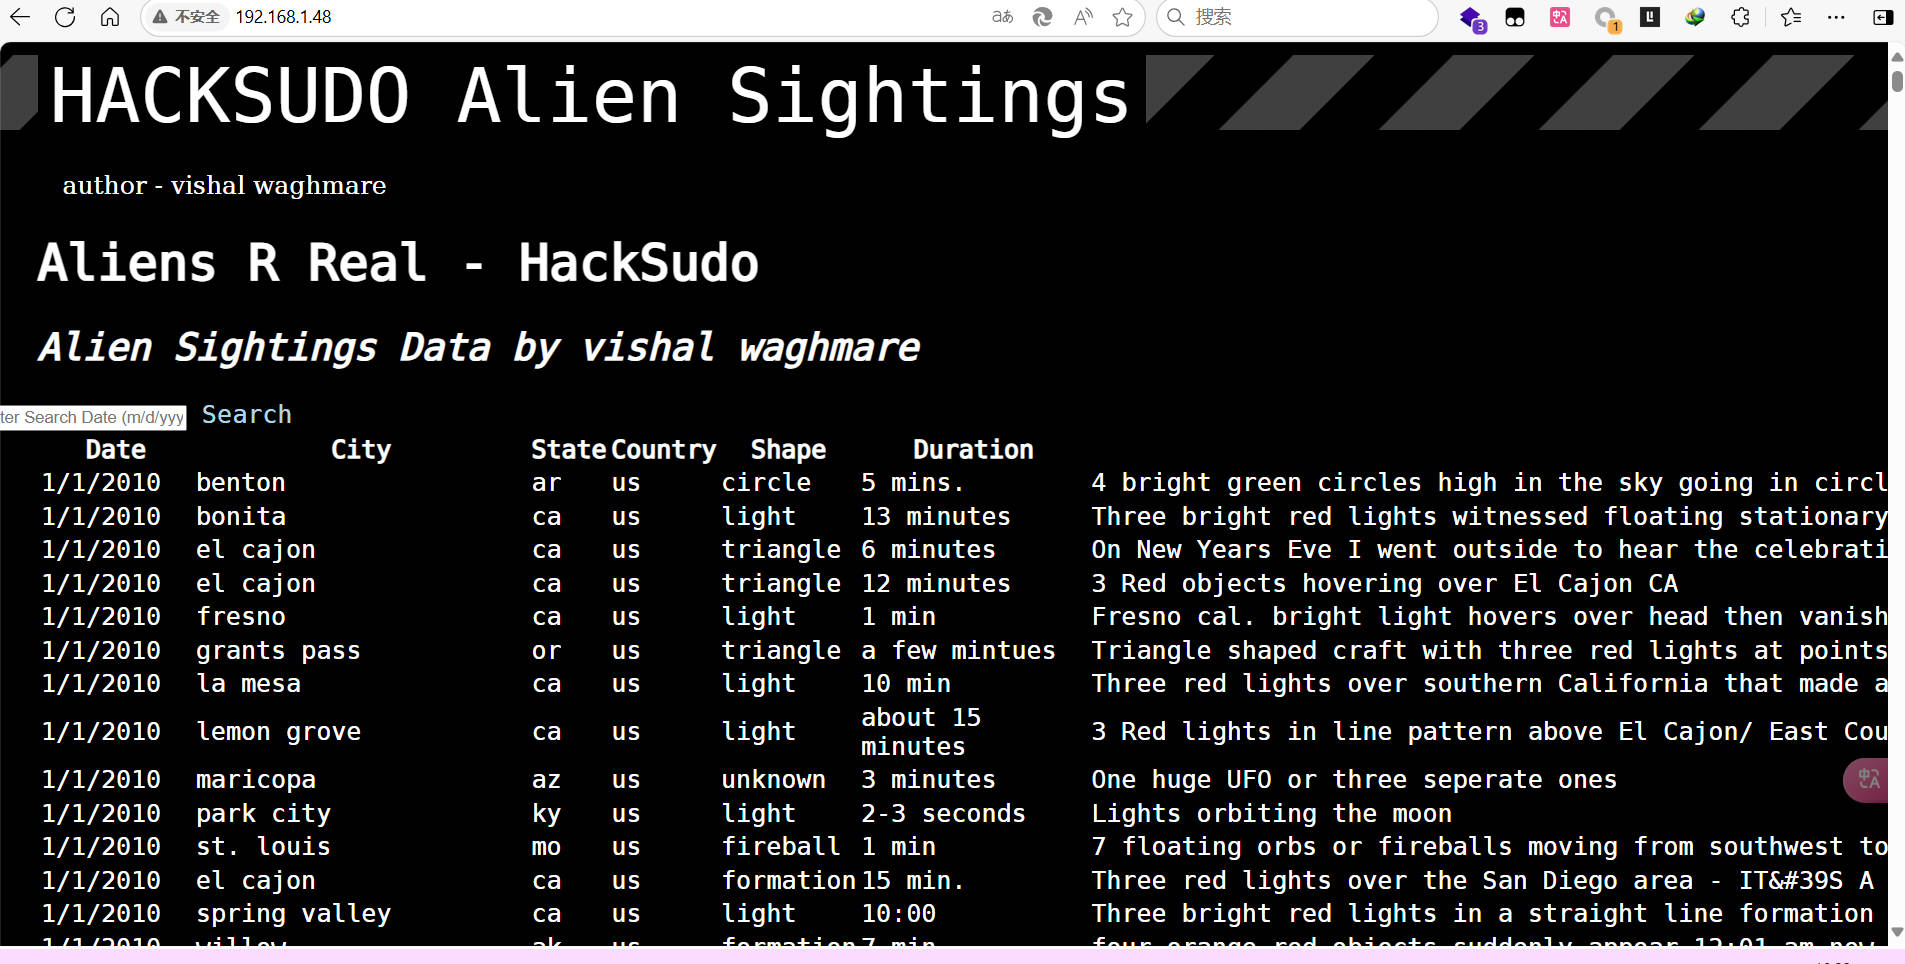 不安全 192.168.1.48 搜索 3 1
HACKSUDO Alien Sightings
author - vishal waghmare
Aliens R Real - HackSudo
Alien Sightings Data by vishal waghmare
ter Search Date (m/d/yyy Search
Date City State Country Shape Duration
1/1/2010 benton ar us circle 5 mins. 4 bright green circles high in the sky going in circl
1/1/2010 bonita ca us light 13 minutes Three bright red lights witnessed floating stationary
1/1/2010 el cajon ca us triangle 6 minutes On New Years Eve I went outside to hear the celebrati
1/1/2010 el cajon ca us triangle 12 minutes 3 Red objects hovering over El Cajon CA
1/1/2010 fresno ca us light 1 min Fresno cal. bright light hovers over head then vanish
1/1/2010 grants pass or us triangle a few mintues Triangle shaped craft with three red lights at points
1/1/2010 la mesa ca us light 10 min Three red lights over southern California that made a
1/1/2010 lemon grove ca us light about 15 minutes 3 Red lights in line pattern above El Cajon/ East Cou
1/1/2010 maricopa az us unknown 3 minutes One huge UFO or three seperate ones
1/1/2010 park city ky us light 2-3 seconds Lights orbiting the moon
1/1/2010 st. louis mo us fireball 1 min 7 floating orbs or fireballs moving from southwest to
1/1/2010 el cajon ca us formation 15 min. Three red lights over the San Diego area - IT&#39S A
1/1/2010 spring valley ca us light 10:00 Three bright red lights in a straight line formation
1/1/2010 willow ak us formation 7 min four orange red objects suddenly appear 12:01 am new